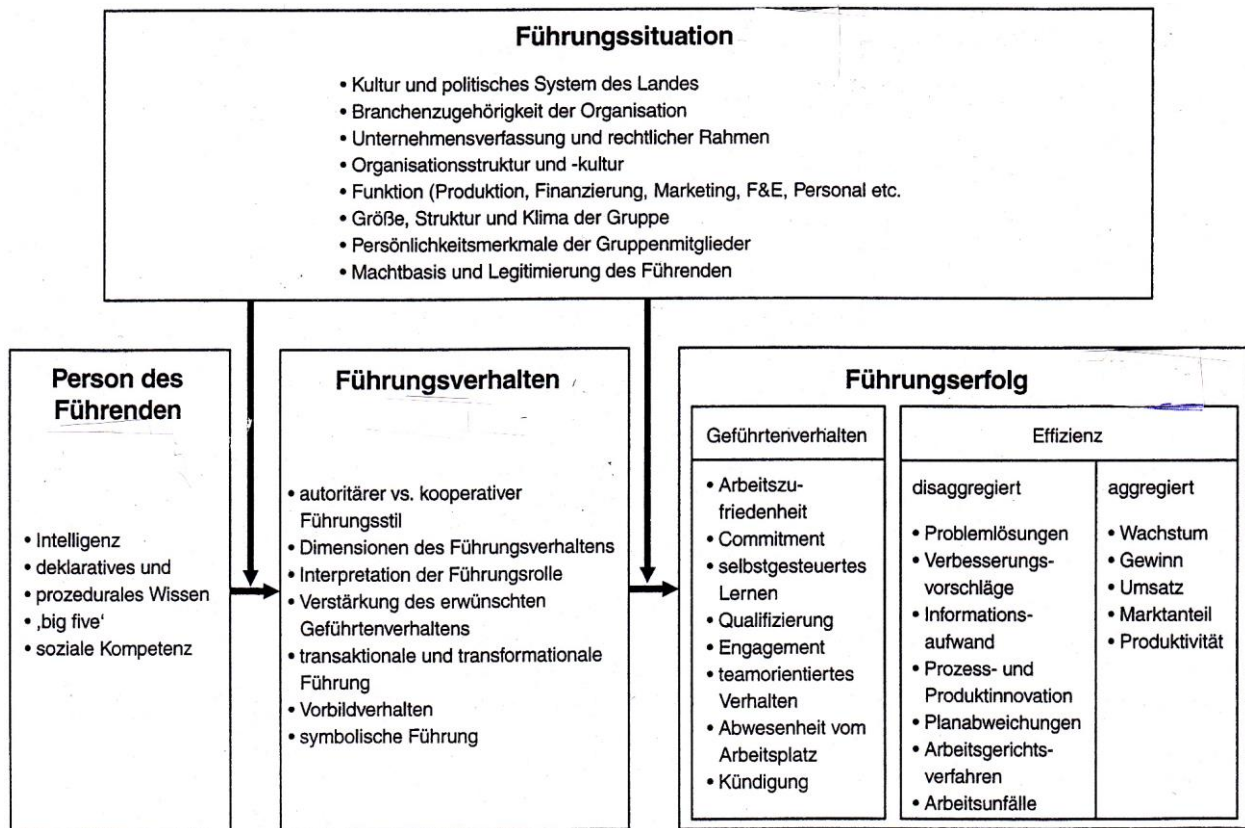 Führungssituation
• Kultur und politisches System des Landes
• Branchenzugehörigkeit der Organisation
• Unternehmensverfassung und rechtlicher Rahmen
• Organisationsstruktur und -kultur
• Funktion (Produktion, Finanzierung, Marketing, F&E, Personal etc.
• Größe, Struktur und Klima der Gruppe
• Persönlichkeitsmerkmale der Gruppenmitglieder
• Machtbasis und Legitimierung des Führenden
Person des
Führenden
• Intelligenz
• deklaratives und
• prozedurales Wissen
• ‚big five‘
• soziale Kompetenz
Führungsverhalten
• autoritärer vs. kooperativer
Führungsstil
• Dimensionen des Führungsverhaltens
• Interpretation der Führungsrolle
• Verstärkung des erwünschten
Geführtenverhaltens
• transaktionale und transformationale
Führung
• Vorbildverhalten
• symbolische Führung
Führungserfolg
Geführtenverhalten
• Arbeitszu-
friedenheit
• Commitment
• selbstgesteuertes
Lernen
• Qualifizierung
• Engagement
• teamorientiertes
Verhalten
• Abwesenheit vom
Arbeitsplatz
• Kündigung
Effizienz
disaggregiert
• Problemlösungen
• Verbesserungs-
vorschläge
• Informations-
aufwand
• Prozess- und
Produktinnovation
• Planabweichungen
• Arbeitsgerichts-
verfahren
• Arbeitsunfälle
aggregiert
• Wachstum
• Gewinn
• Umsatz
• Marktanteil
• Produktivität